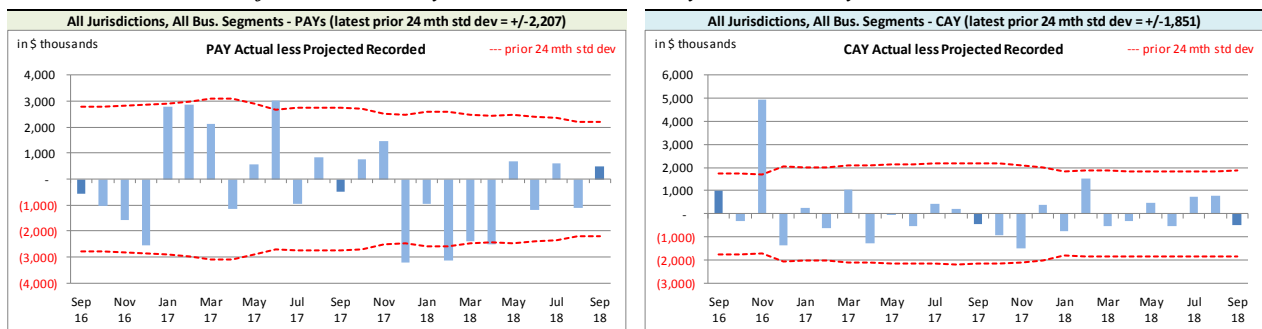 All Jurisdictions, All Bus. Segments - PAYs (latest prior 24 mth std dev = +/-2,207)
in $ thousands
PAY Actual less Projected Recorded
--- prior 24 mth std dev
4,000
3,000
2,000
1,000
-
(1,000)
(2,000)
(3,000)
(4,000)
Sep Nov Jan Mar May Jul Sep Nov Jan Mar May Jul Sep
16 16 17 17 17 17 17 17 18 18 18 18 18
All Jurisdictions, All Bus. Segments - CAY (latest prior 24 mth std dev = +/-1,851)
in $ thousands
CAY Actual less Projected Recorded
--- prior 24 mth std dev
6,000
5,000
4,000
3,000
2,000
1,000
-
(1,000)
(2,000)
(3,000)
Sep Nov Jan Mar May Jul Sep Nov Jan Mar May Jul Sep
16 16 17 17 17 17 17 17 18 18 18 18 18